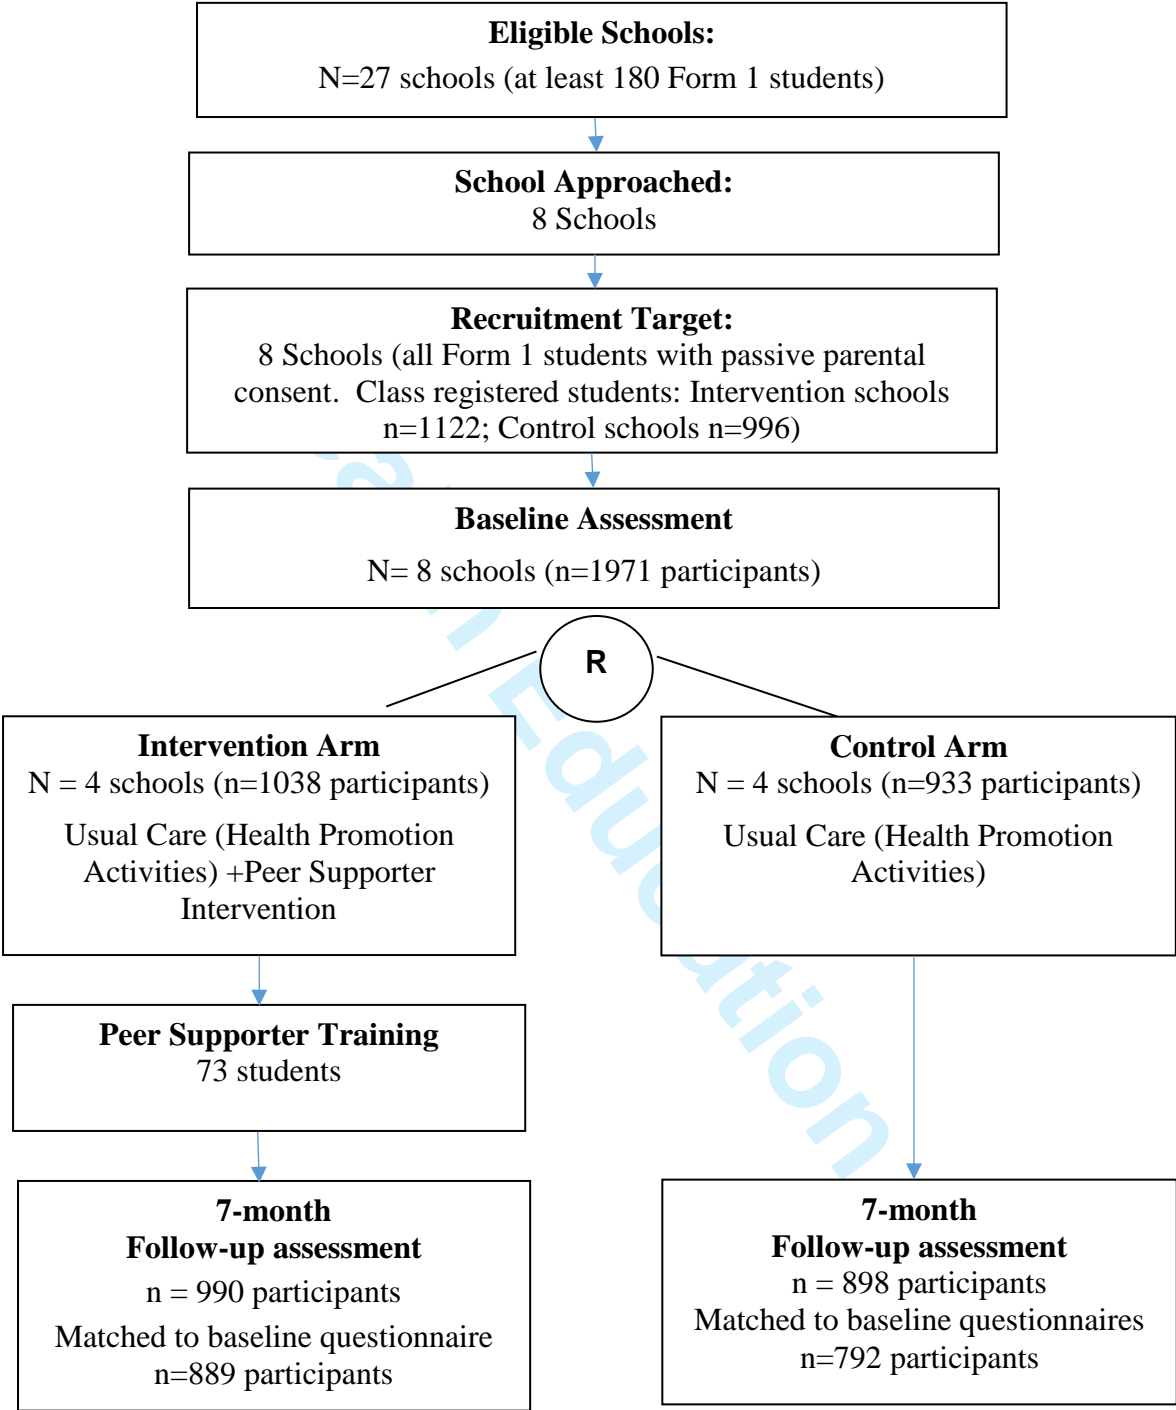 Eligible Schools:
N=27 schools (at least 180 Form 1 students)
School Approached:
8 Schools
Recruitment Target:
8 Schools (all Form 1 students with passive parental
consent.  Class registered students: Intervention schools
n=1122; Control schools n=996)
Baseline Assessment
N= 8 schools (n=1971 participants)
R
Intervention Arm
N = 4 schools (n=1038 participants)
Usual Care (Health Promotion
Activities) +Peer Supporter
Intervention
Control Arm
N = 4 schools (n=933 participants)
Usual Care (Health Promotion
Activities)
Peer Supporter Training
73 students
7-month
Follow-up assessment
n = 990 participants
Matched to baseline questionnaire
n=889 participants
7-month
Follow-up assessment
n = 898 participants
Matched to baseline questionnaires
n=792 participants